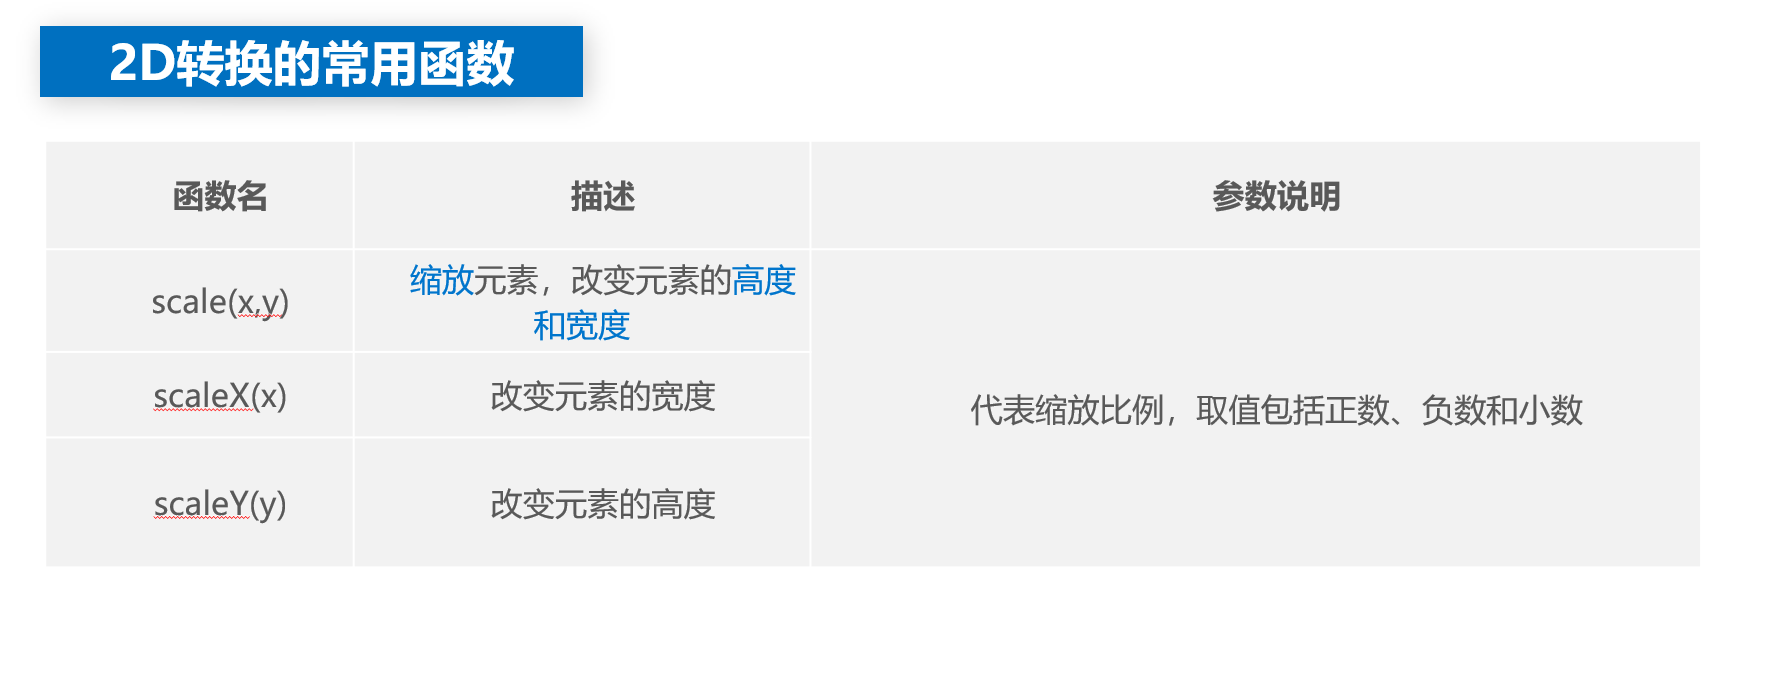 2D转换的常用函数
函数名 描述 参数说明
scale(x,y) 缩放元素，改变元素的高度
和宽度
scaleX(x) 改变元素的宽度
代表缩放比例，取值包括正数、负数和小数
scaleY(y) 改变元素的高度